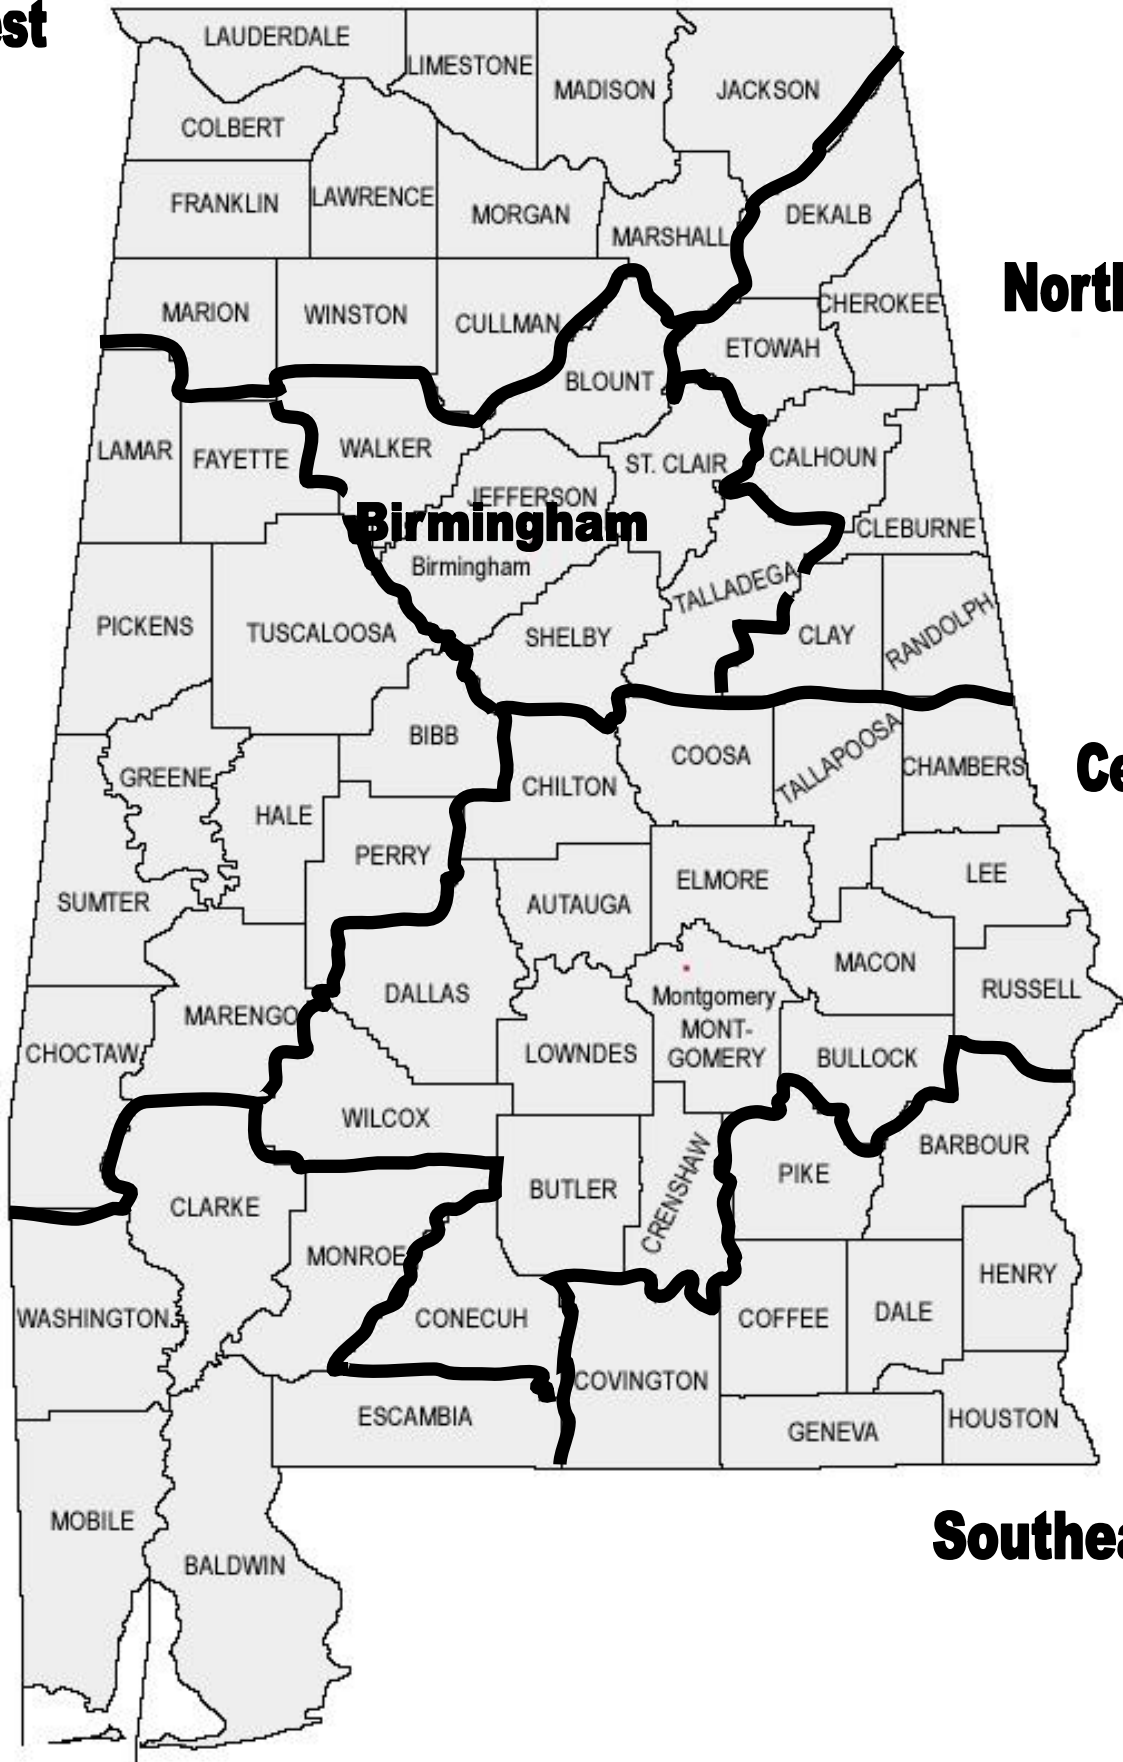 est
LAUDERDALE
LIMESTONE
MADISON
JACKSON
COLBERT
FRANKLIN
LAWRENCE
MORGAN
MARSHALL
DEKALB
North
CHEROKEE
MARION
WINSTON
CULLMAN
ETOWAH
BLOUNT
LAMAR
FAYETTE
WALKER
JEFFERSON
ST. CLAIR
CALHOUN
Birmingham
Birmingham
CLEBURNE
TALLADEGA
PICKENS
TUSCALOOSA
SHELBY
CLAY
RANDOLPH
BIBB
COOSA
TALLAPOOSA
CHAMBERS
Ce
GREENE
HALE
CHILTON
PERRY
ELMORE
LEE
SUMTER
AUTAUGA
MACON
DALLAS
Montgomery
RUSSELL
MARENGO
MONT-
GOMERY
CHOCTAW
LOWNDES
BULLOCK
WILCOX
BARBOUR
PIKE
BUTLER
CRENSHAW
CLARKE
MONROE
HENRY
WASHINGTON
CONECUH
COFFEE
DALE
COVINGTON
ESCAMBIA
GENEVA
HOUSTON
MOBILE
Southea
BALDWIN